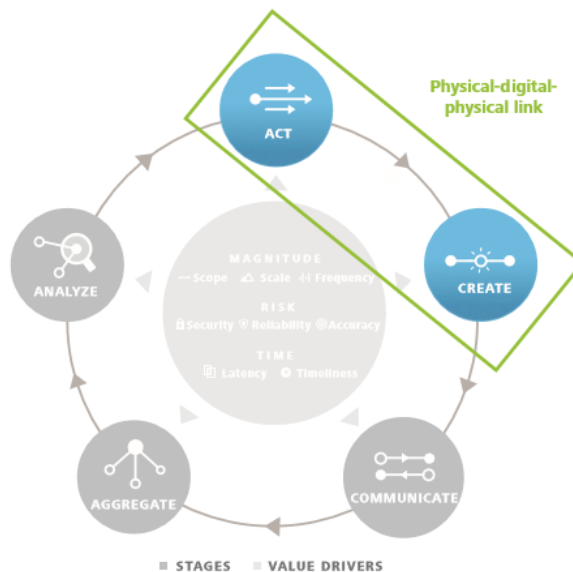 Physical-digital-
physical link
ACT
ANALYZE
CREATE
MAGNITUDE
Scope Scale Frequency
RISK
Security Reliability Accuracy
TIME
Latency Timeliness
AGGREGATE
COMMUNICATE
STAGES VALUE DRIVERS